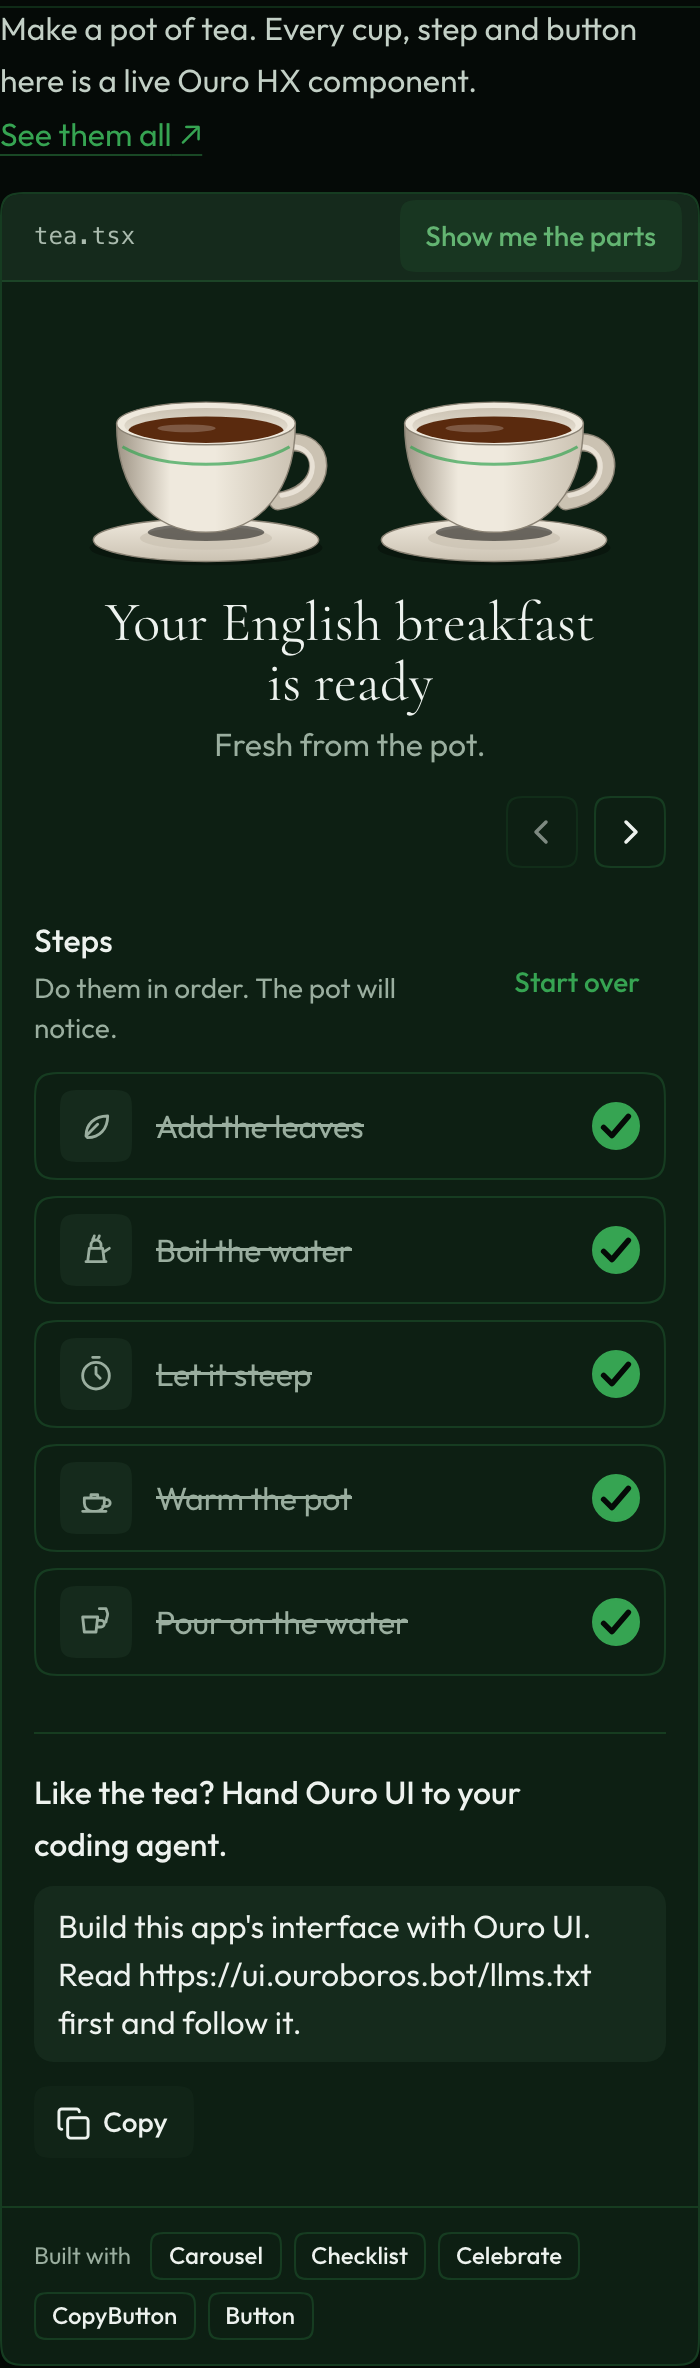 Make a pot of tea. Every cup, step and button
here is a live Ouro HX component.
See them all ↗
tea.tsx
Show me the parts
Your English breakfast
is ready
Fresh from the pot.
Steps
Do them in order. The pot will
notice.
Start over
Add the leaves
Boil the water
Let it steep
Warm the pot
Pour on the water
Like the tea? Hand Ouro UI to your
coding agent.
Build this app's interface with Ouro UI.
Read https://ui.ouroboros.bot/llms.txt
first and follow it.
Copy
Built with
Carousel
Checklist
Celebrate
CopyButton
Button